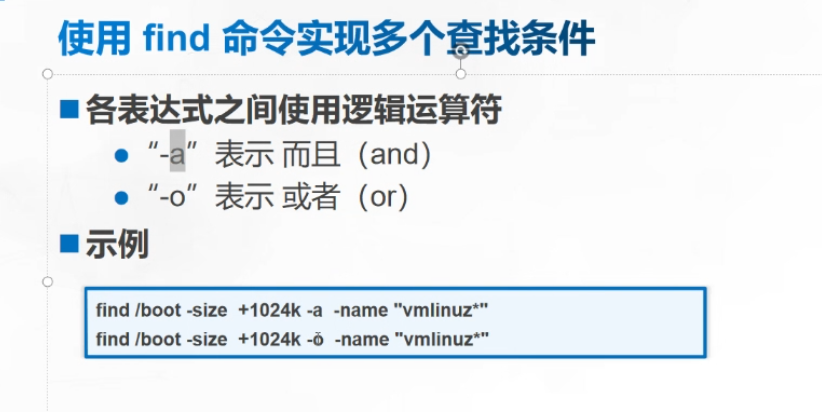 使用 find 命令实现多个查找条件
各表达式之间使用逻辑运算符
“-a” 表示 而且（and）
“-o” 表示 或者（or）
示例
find /boot -size +1024k -a -name "vmlinuz*"
find /boot -size +1024k -o -name "vmlinuz*"